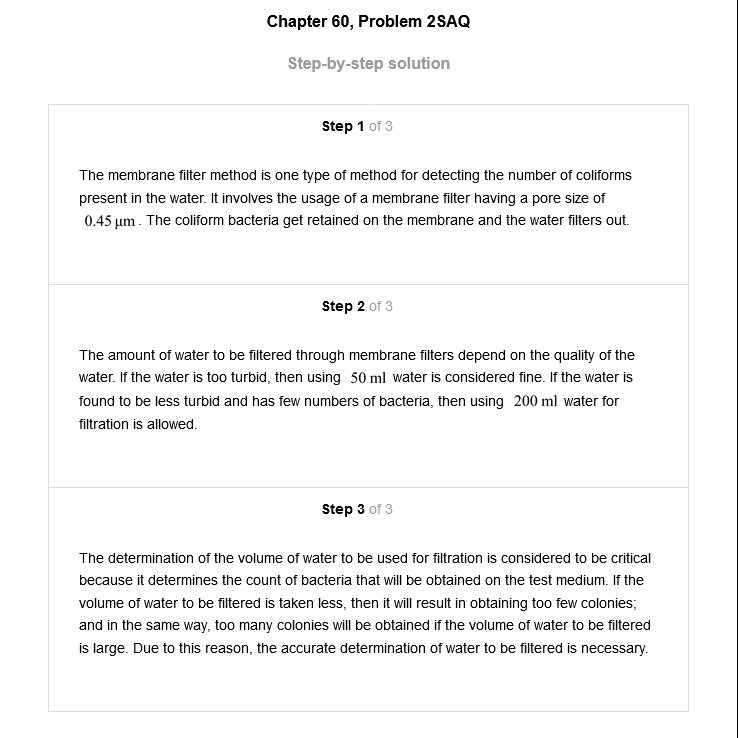 Chapter 60, Problem 2SAQ
Step-by-step solution
Step 1 of 3
The membrane filter method is one type of method for detecting the number of coliforms
present in the water. It involves the usage of a membrane filter having a pore size of
0.45 μm . The coliform bacteria get retained on the membrane and the water filters out.
Step 2 of 3
The amount of water to be filtered through membrane filters depend on the quality of the
water. If the water is too turbid, then using 50 ml water is considered fine. If the water is
found to be less turbid and has few numbers of bacteria, then using 200 ml water for
filtration is allowed.
Step 3 of 3
The determination of the volume of water to be used for filtration is considered to be critical
because it determines the count of bacteria that will be obtained on the test medium. If the
volume of water to be filtered is taken less, then it will result in obtaining too few colonies;
and in the same way, too many colonies will be obtained if the volume of water to be filtered
is large. Due to this reason, the accurate determination of water to be filtered is necessary.